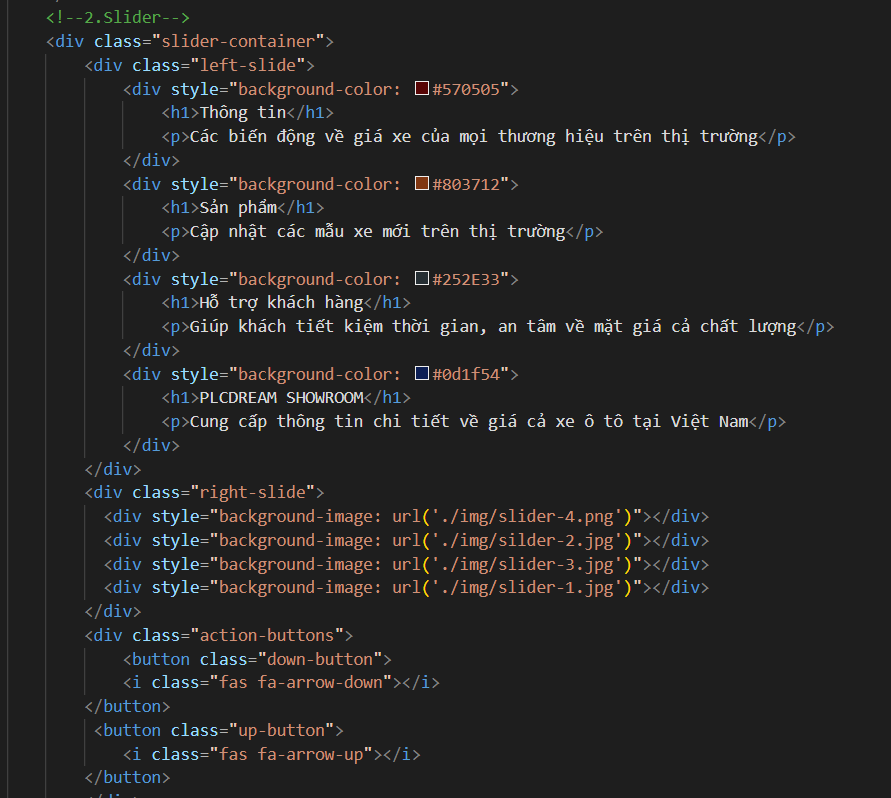 <!--2.Slider-->
<div class="slider-container">
<div class="left-slide">
<div style="background-color: #570505">
<h1>Thông tin</h1>
<p>Các biến động về giá xe của mọi thương hiệu trên thị trường</p>
</div>
<div style="background-color: #803712">
<h1>Sản phẩm</h1>
<p>Cập nhật các mẫu xe mới trên thị trường</p>
</div>
<div style="background-color: #252E33">
<h1>Hỗ trợ khách hàng</h1>
<p>Giúp khách tiết kiệm thời gian, an tâm về mặt giá cả chất lượng</p>
</div>
<div style="background-color: #0d1f54">
<h1>PLCDREAM SHOWROOM</h1>
<p>Cung cấp thông tin chi tiết về giá cả xe ô tô tại Việt Nam</p>
</div>
</div>
<div class="right-slide">
<div style="background-image: url('./img/slider-4.png')"></div>
<div style="background-image: url('./img/silder-2.jpg')"></div>
<div style="background-image: url('./img/slider-3.jpg')"></div>
<div style="background-image: url('./img/slider-1.jpg')"></div>
</div>
<div class="action-buttons">
<button class="down-button">
<i class="fas fa-arrow-down"></i>
</button>
<button class="up-button">
<i class="fas fa-arrow-up"></i>
</button>